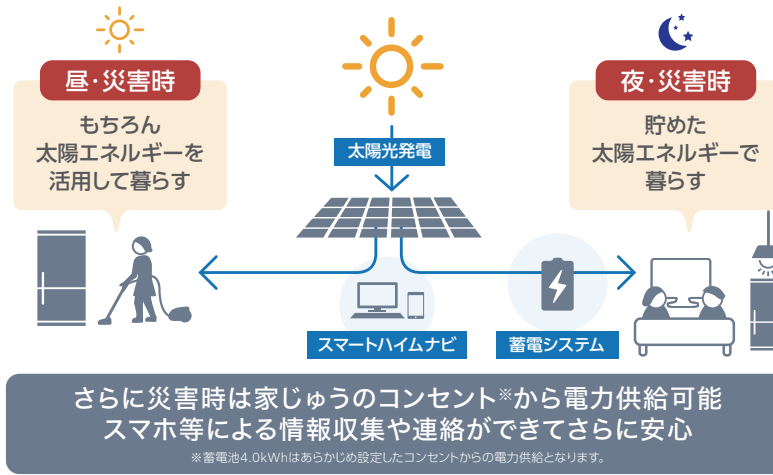 昼・災害時
もちろん
太陽エネルギーを
活用して暮らす
太陽光発電
夜・災害時
貯めた
太陽エネルギーで
暮らす
スマートハイムナビ
蓄電システム
さらに災害時は家じゅうのコンセント※から電力供給可能
スマホ等による情報収集や連絡ができてさらに安心
※蓄電池4.0kWhはあらかじめ設定したコンセントからの電力供給となります。